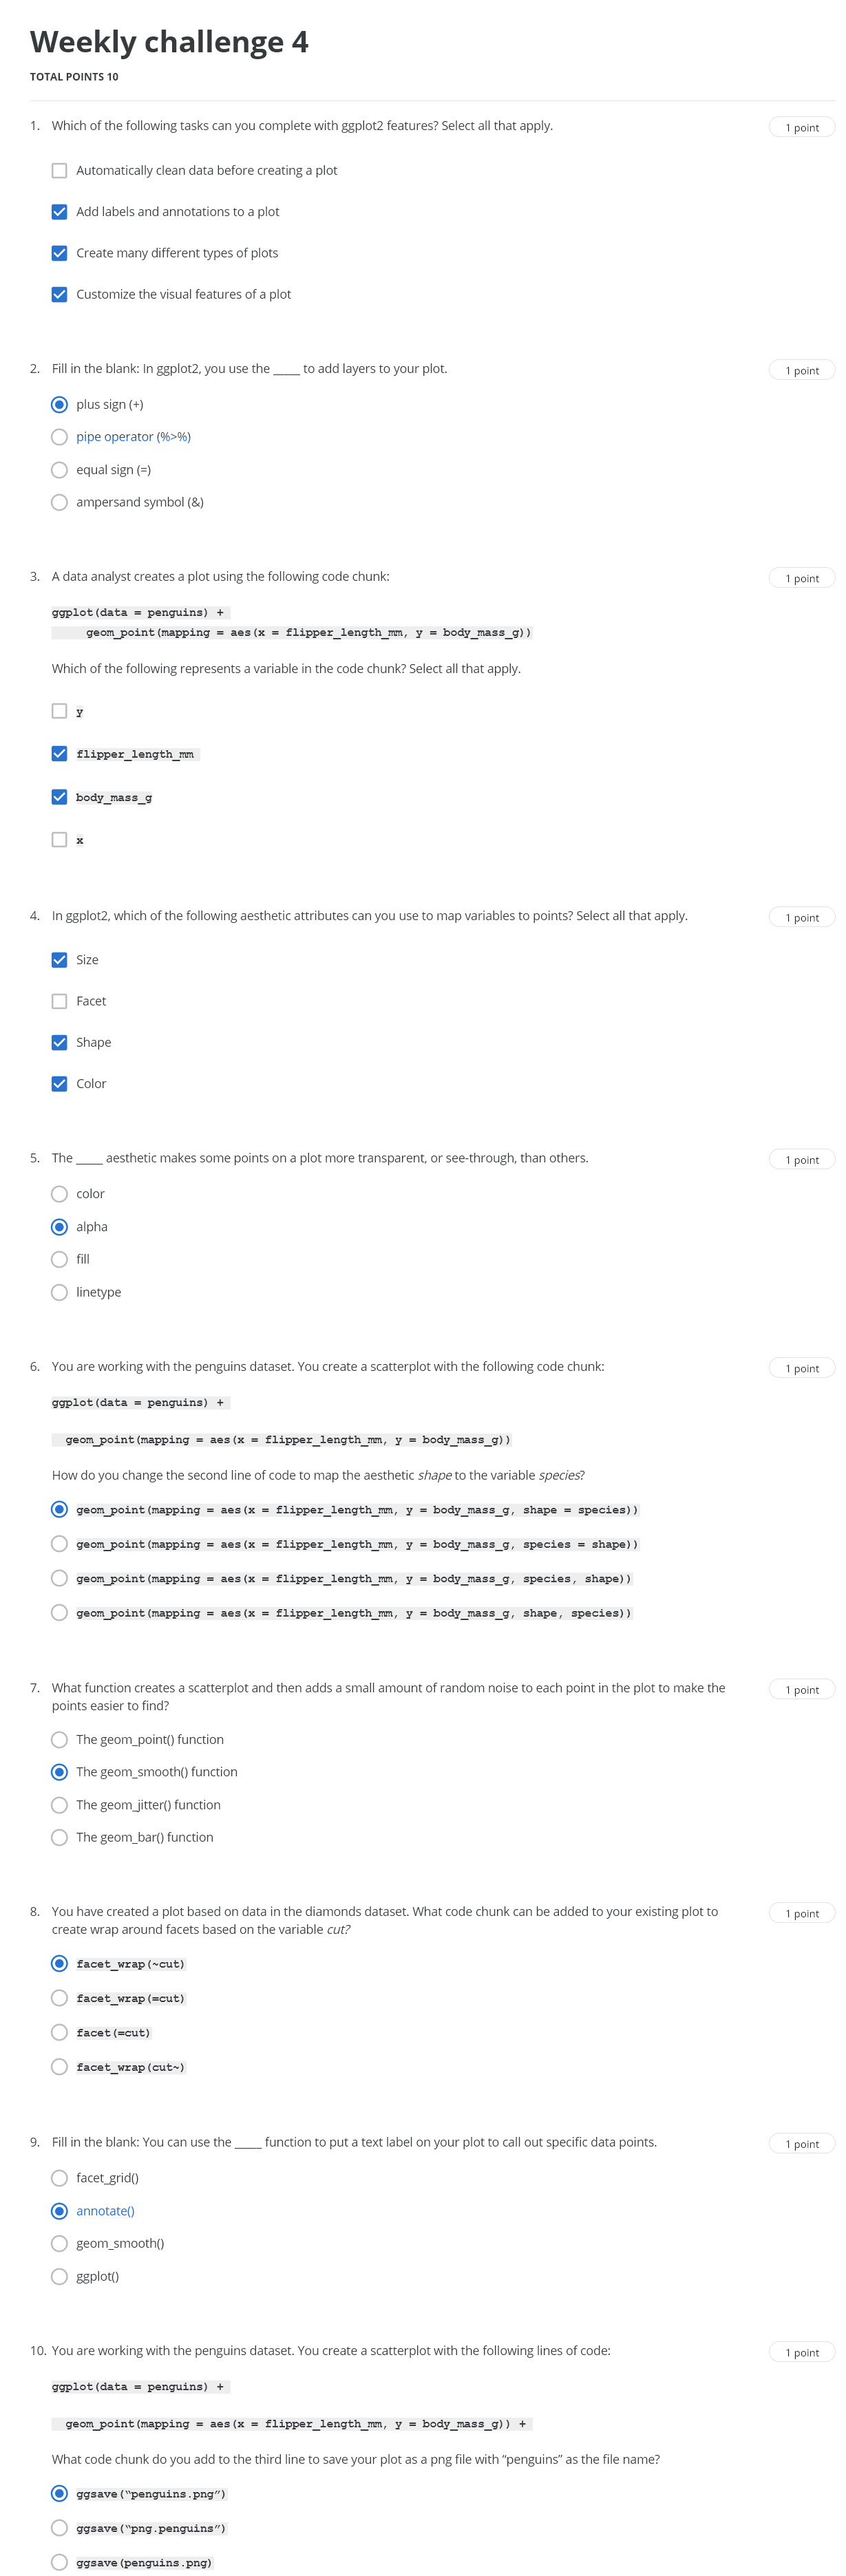 Weekly challenge 4
TOTAL POINTS 10
1. Which of the following tasks can you complete with ggplot2 features? Select all that apply.
1 point
Automatically clean data before creating a plot
Add labels and annotations to a plot
Create many different types of plots
Customize the visual features of a plot
2. Fill in the blank: In ggplot2, you use the _____ to add layers to your plot.
1 point
plus sign (+)
pipe operator (%>%)
equal sign (=)
ampersand symbol (&)
3. A data analyst creates a plot using the following code chunk:
1 point
ggplot(data = penguins) +
geom_point(mapping = aes(x = flipper_length_mm, y = body_mass_g))
Which of the following represents a variable in the code chunk? Select all that apply.
y
flipper_length_mm
body_mass_g
x
4. In ggplot2, which of the following aesthetic attributes can you use to map variables to points? Select all that apply.
1 point
Size
Facet
Shape
Color
5. The _____ aesthetic makes some points on a plot more transparent, or see-through, than others.
1 point
color
alpha
fill
linetype
6. You are working with the penguins dataset. You create a scatterplot with the following code chunk:
1 point
ggplot(data = penguins) +
geom_point(mapping = aes(x = flipper_length_mm, y = body_mass_g))
How do you change the second line of code to map the aesthetic shape to the variable species?
geom_point(mapping = aes(x = flipper_length_mm, y = body_mass_g, shape = species))
geom_point(mapping = aes(x = flipper_length_mm, y = body_mass_g, species = shape))
geom_point(mapping = aes(x = flipper_length_mm, y = body_mass_g, species, shape))
geom_point(mapping = aes(x = flipper_length_mm, y = body_mass_g, shape, species))
7. What function creates a scatterplot and then adds a small amount of random noise to each point in the plot to make the
points easier to find?
1 point
The geom_point() function
The geom_smooth() function
The geom_jitter() function
The geom_bar() function
8. You have created a plot based on data in the diamonds dataset. What code chunk can be added to your existing plot to
create wrap around facets based on the variable cut?
1 point
facet_wrap(~cut)
facet_wrap(=cut)
facet(=cut)
facet_wrap(cut~)
9. Fill in the blank: You can use the _____ function to put a text label on your plot to call out specific data points.
1 point
facet_grid()
annotate()
geom_smooth()
ggplot()
10. You are working with the penguins dataset. You create a scatterplot with the following lines of code:
1 point
ggplot(data = penguins) +
geom_point(mapping = aes(x = flipper_length_mm, y = body_mass_g)) +
What code chunk do you add to the third line to save your plot as a png file with “penguins” as the file name?
ggsave(“penguins.png”)
ggsave(“png.penguins”)
ggsave(penguins.png)